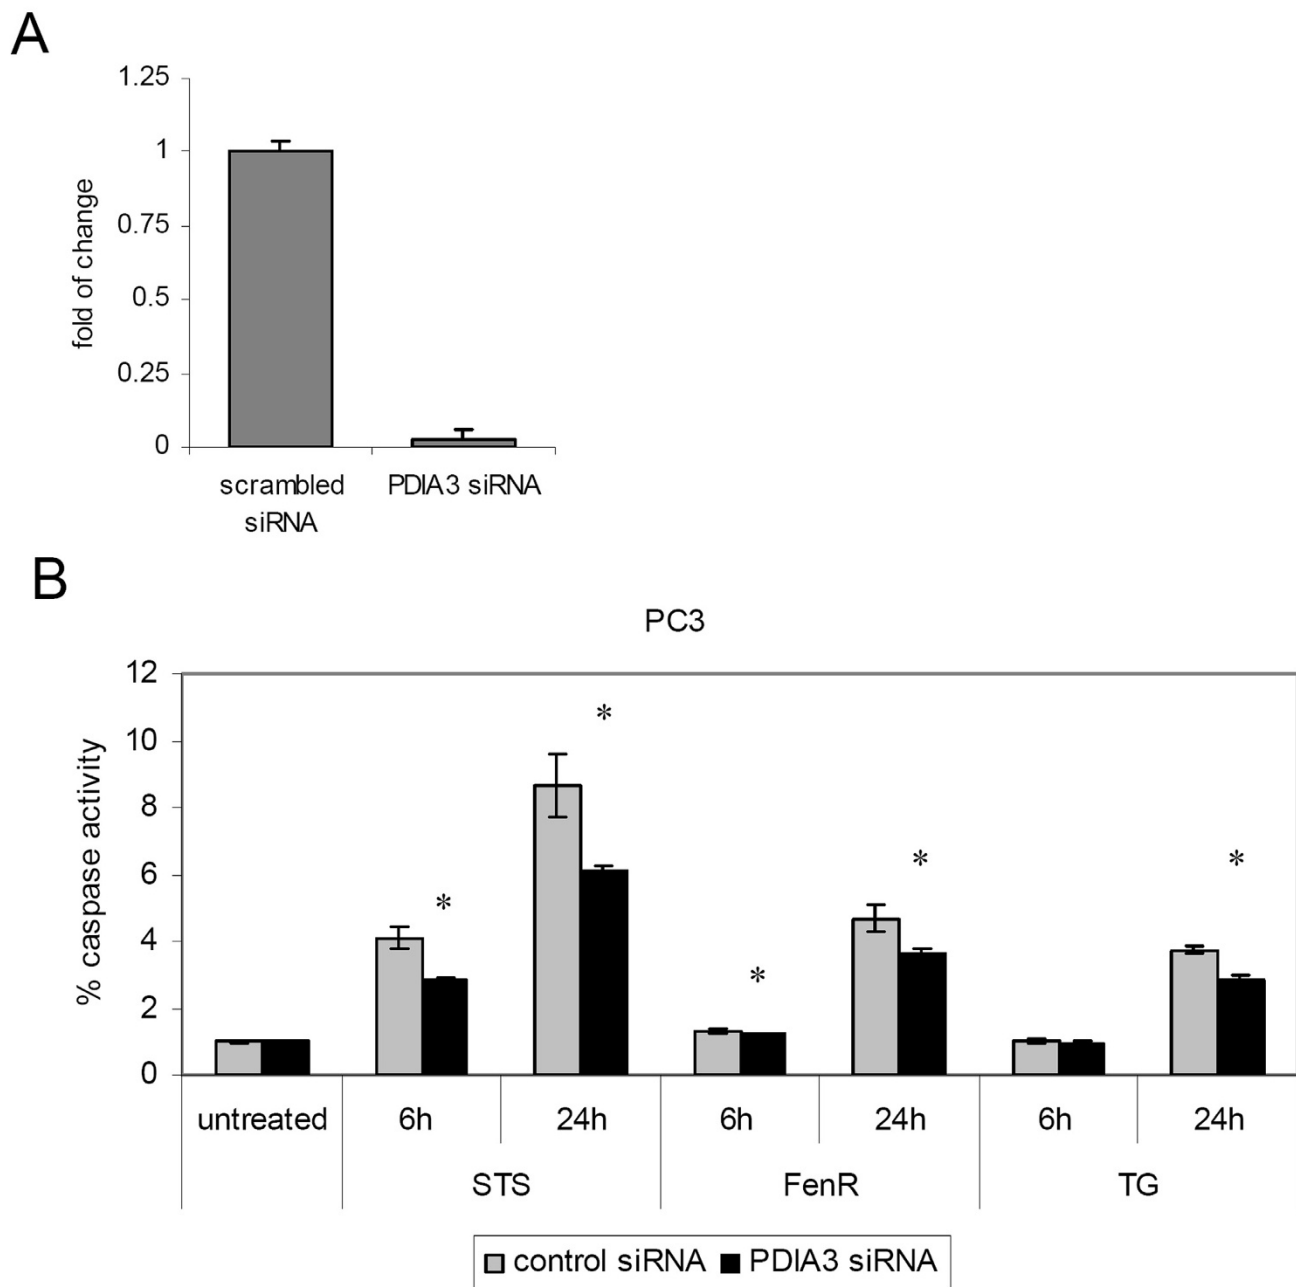 A
1.25
1
0.75
0.5
0.25
0
fold of change
scrambled siRNA
PDIA3 siRNA
B
PC3
12
10
8
6
4
2
0
% caspase activity
*
*
*
*
*
untreated 6h 24h 6h 24h 6h 24h
STS FenR TG
control siRNA PDIA3 siRNA